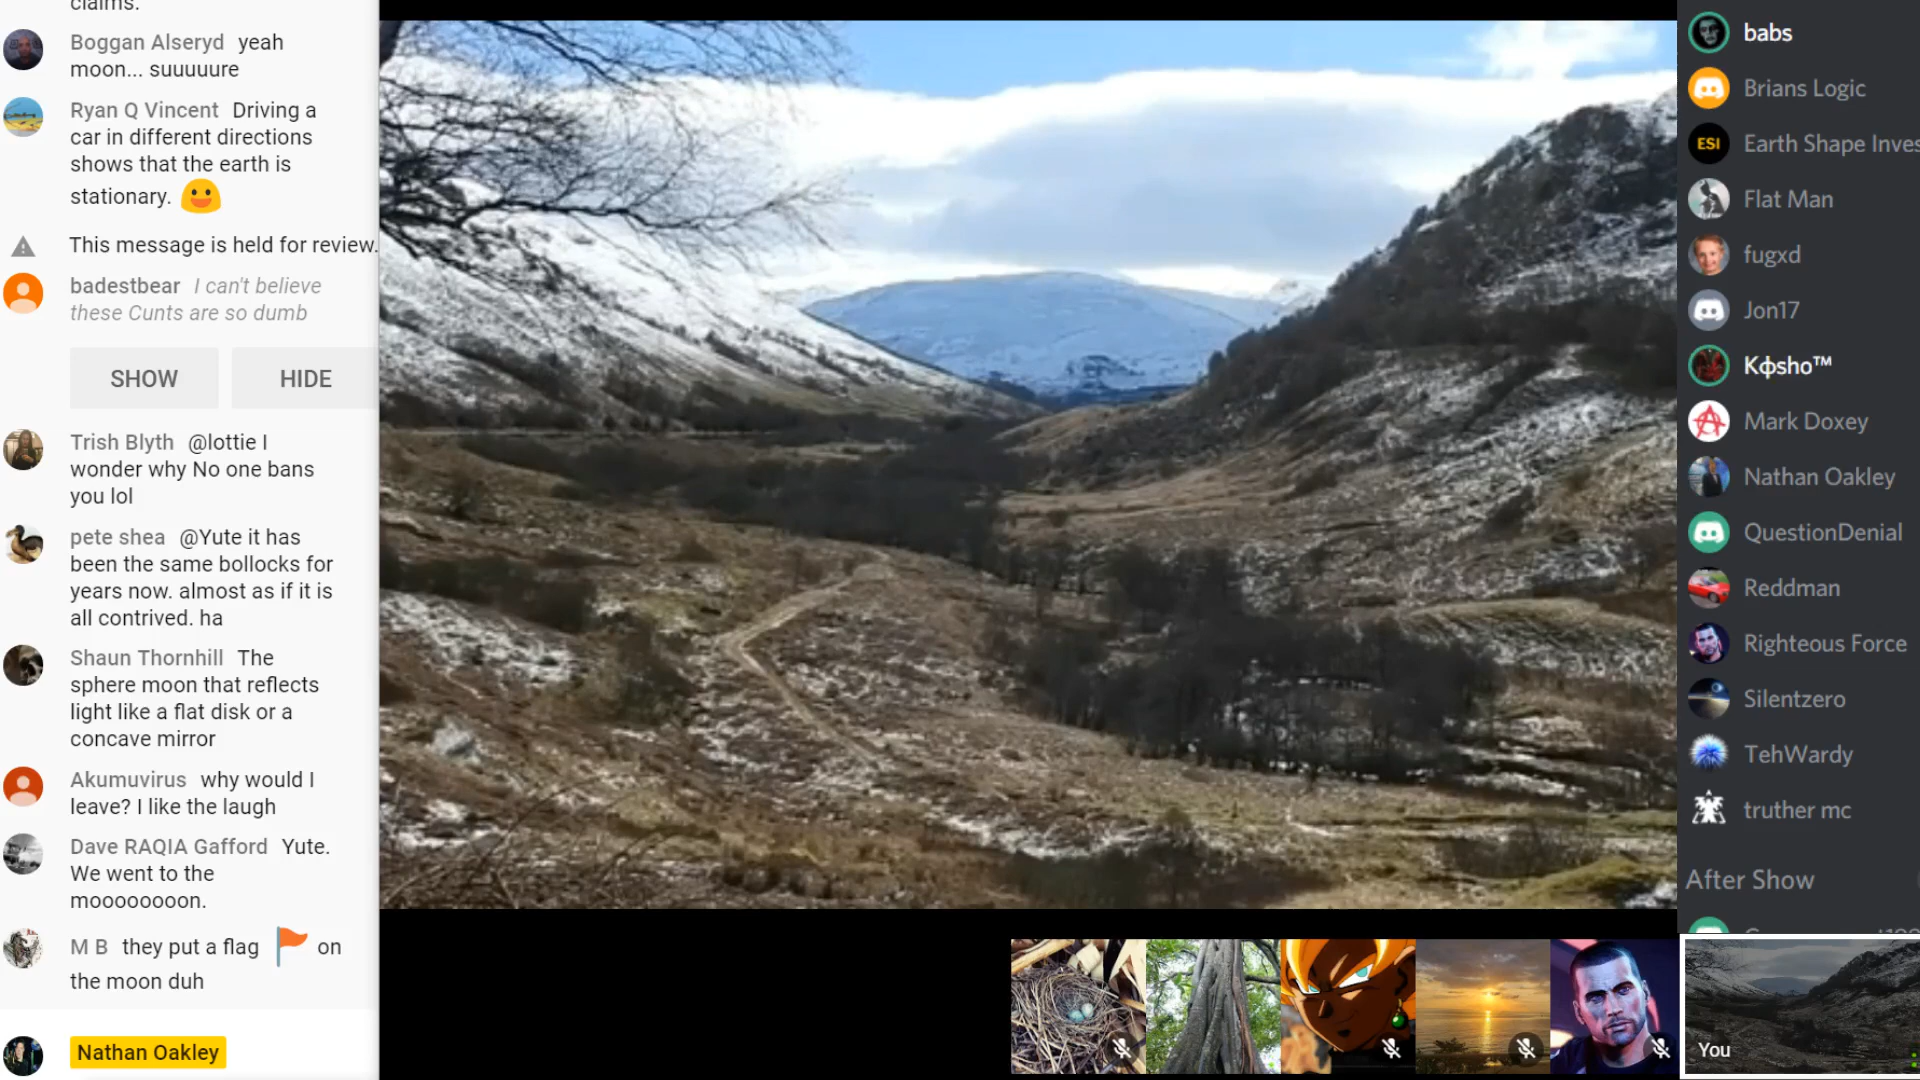 claims.
Boggan Alseryd yeah
moon... suuuuure
Ryan Q Vincent Driving a
car in different directions
shows that the earth is
stationary.
This message is held for review.
badestbear I can't believe
these Cunts are so dumb
SHOW HIDE
Trish Blyth @lottie I
wonder why No one bans
you lol
pete shea @Yute it has
been the same bollocks for
years now. almost as if it is
all contrived. ha
Shaun Thornhill The
sphere moon that reflects
light like a flat disk or a
concave mirror
Akumuvirus why would I
leave? I like the laugh
Dave RAQIA Gafford Yute.
We went to the
mooooooooon.
M B they put a flag on
the moon duh
Nathan Oakley
babs
Brians Logic
ESI
Earth Shape Inves
Flat Man
fugxd
Jon17
Kфsho™
Mark Doxey
Nathan Oakley
QuestionDenial
Reddman
Righteous Force
Silentzero
TehWardy
truther mc
After Show
You